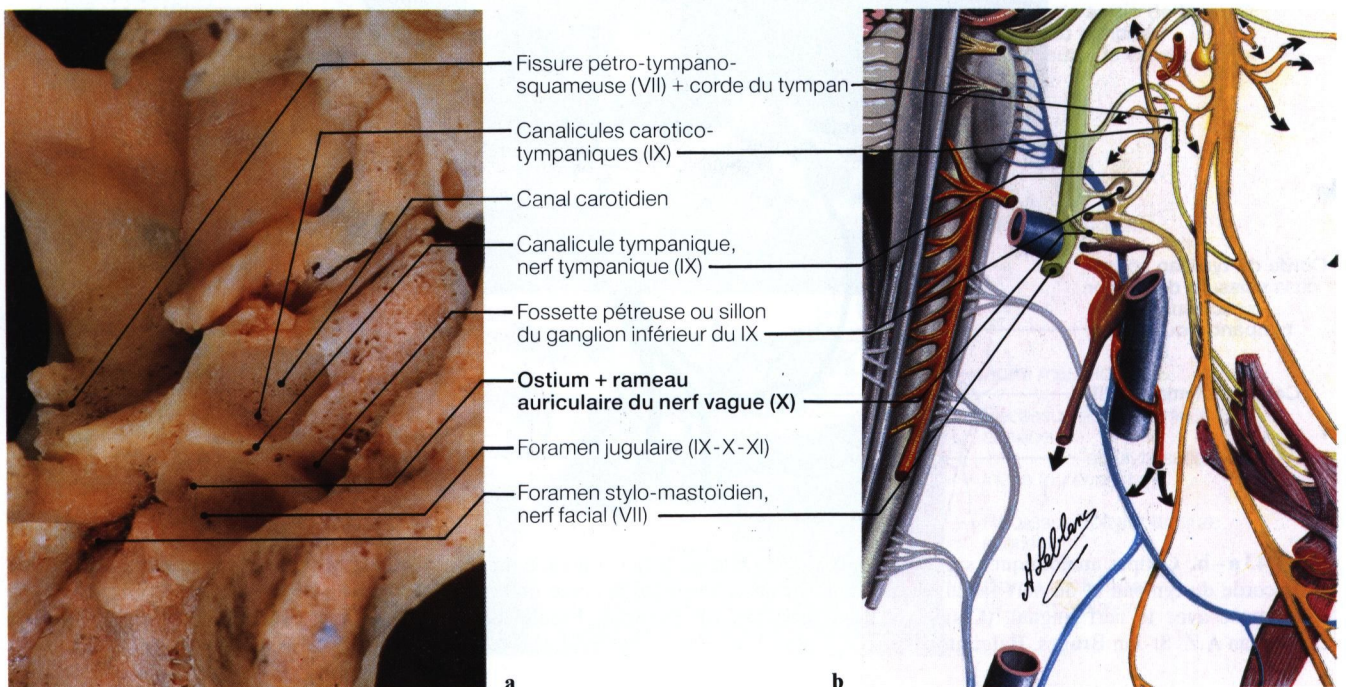 Fissure pétro-tympano-
squameuse (VII) + corde du tympan
Canalicules carotico-
tympaniques (IX)
Canal carotidien
Canalicule tympanique,
nerf tympanique (IX)
Fossette pétreuse ou sillon
du ganglion inférieur du IX
Ostium + rameau
auriculaire du nerf vague (X)
Foramen jugulaire (IX-X-XI)
Foramen stylo-mastoïdien,
nerf facial (VII)
A Leblanc
a
b